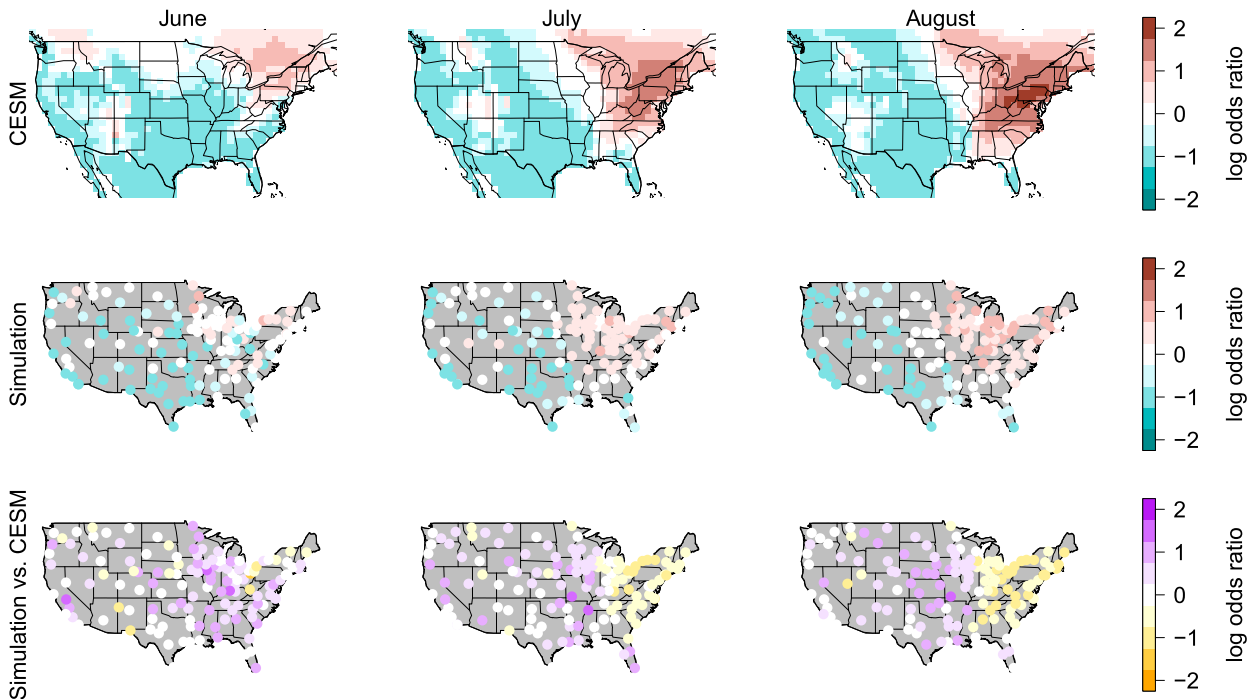 June
July
August
CESM
2
1
0
−1
−2
log odds ratio
Simulation
2
1
0
−1
−2
log odds ratio
Simulation vs. CESM
2
1
0
−1
−2
log odds ratio